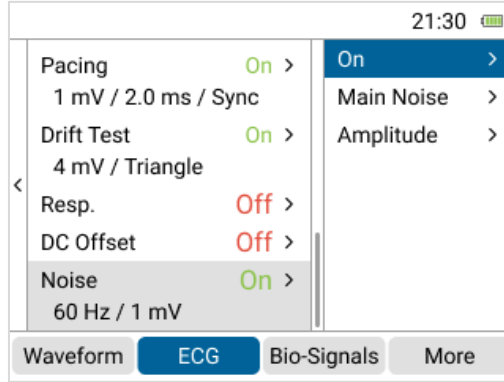 21:30
Pacing On >
1 mV / 2.0 ms / Sync
Drift Test On >
4 mV / Triangle
Resp. Off >
DC Offset Off >
Noise On >
60 Hz / 1 mV
<
On >
Main Noise >
Amplitude >
Waveform ECG Bio-Signals More